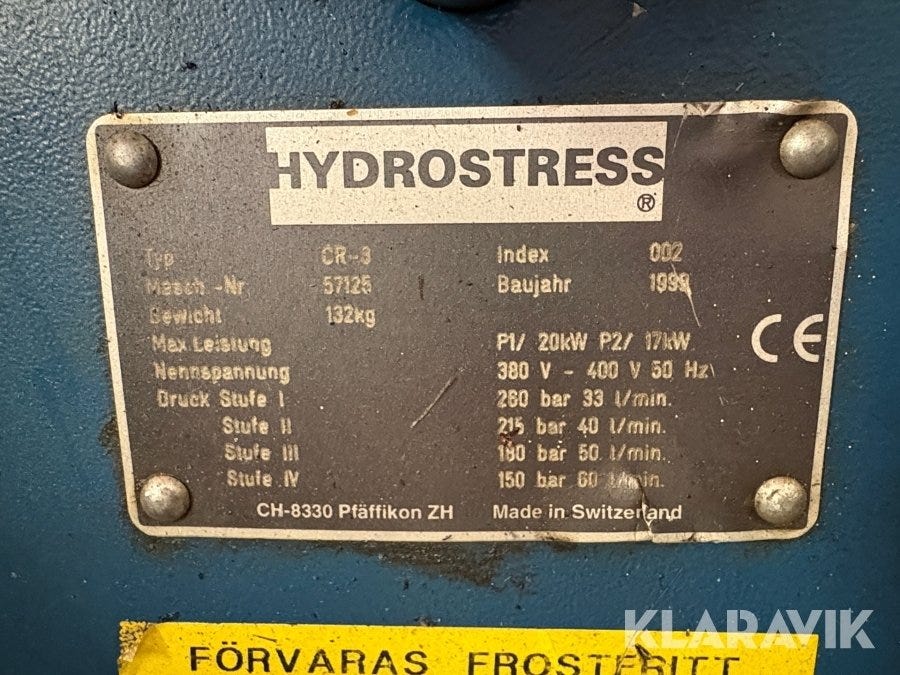 HYDROSTRESS
®
Typ CR-3 Index 002
Masch.-Nr 57125 Baujahr 1999
Gewicht 132kg
Max.Leistung P1/ 20kW P2/ 17kW
Nennspannung 380 V - 400 V 50 Hz
Druck Stufe I 260 bar 33 l/min.
Stufe II 215 bar 40 l/min.
Stufe III 180 bar 50 l/min.
Stufe IV 150 bar 60 l/min.
CE
CH-8330 Pfäffikon ZH Made in Switzerland
KLARAVIK
FÖRVARAS FROSTFRITT